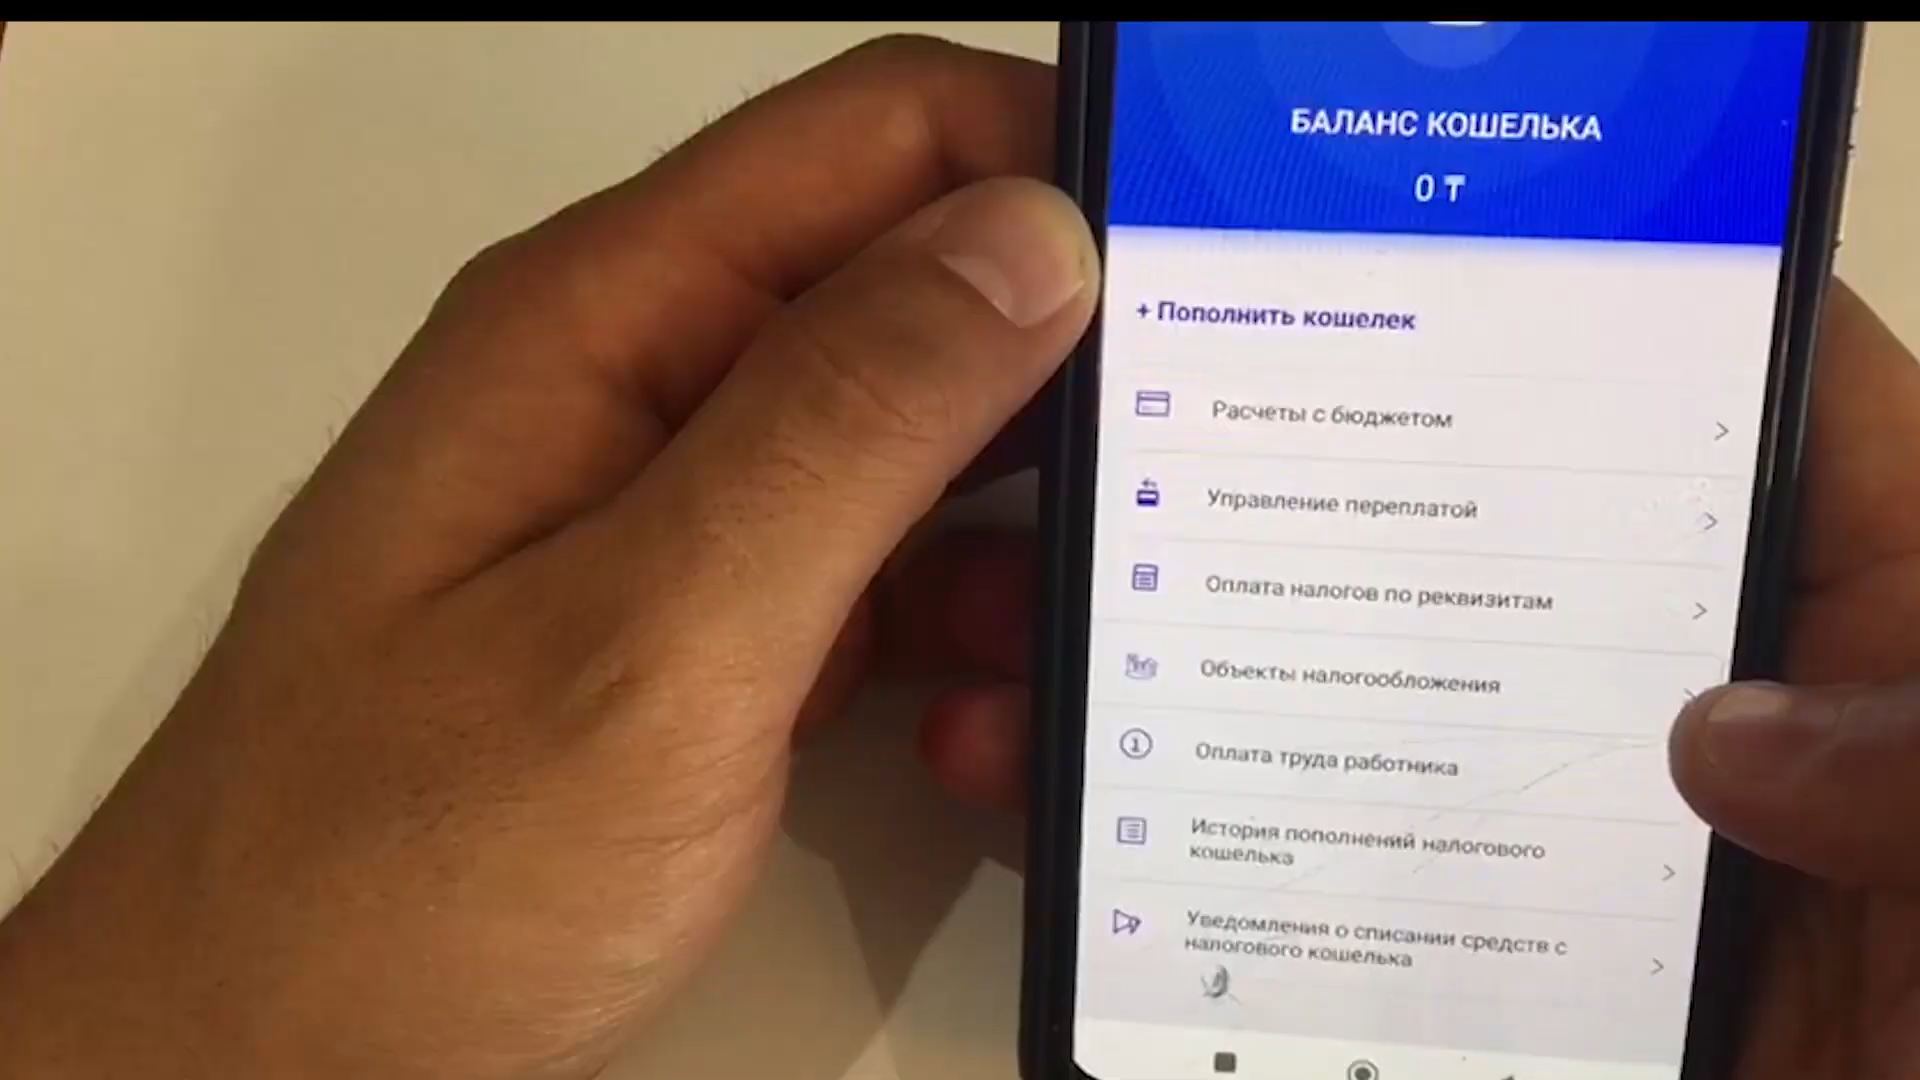 БАЛАНС КОШЕЛЬКА
0 ₸
+ Пополнить кошелек
Расчеты с бюджетом
Управление переплатой
Оплата налогов по реквизитам
Объекты налогообложения
Оплата труда работника
История пополнений налогового
кошелька
Уведомления о списании средств с
налогового кошелька